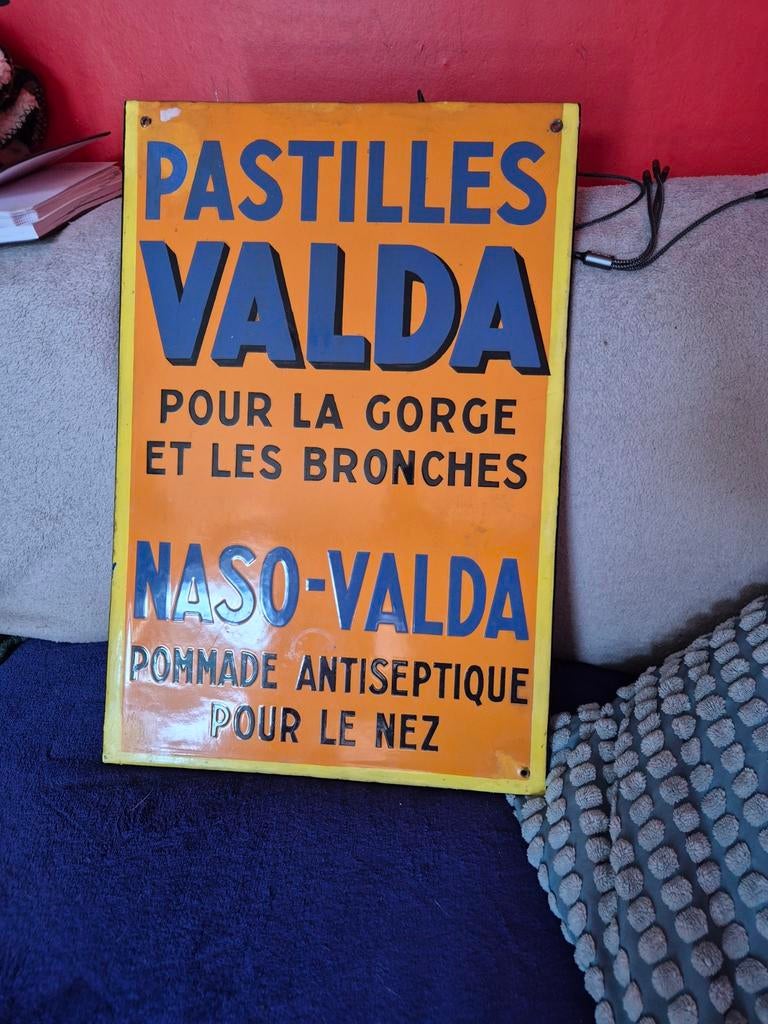 PASTILLES
VALDA
POUR LA GORGE
ET LES BRONCHES
NASO-VALDA
POMMADE ANTISEPTIQUE
POUR LE NEZ